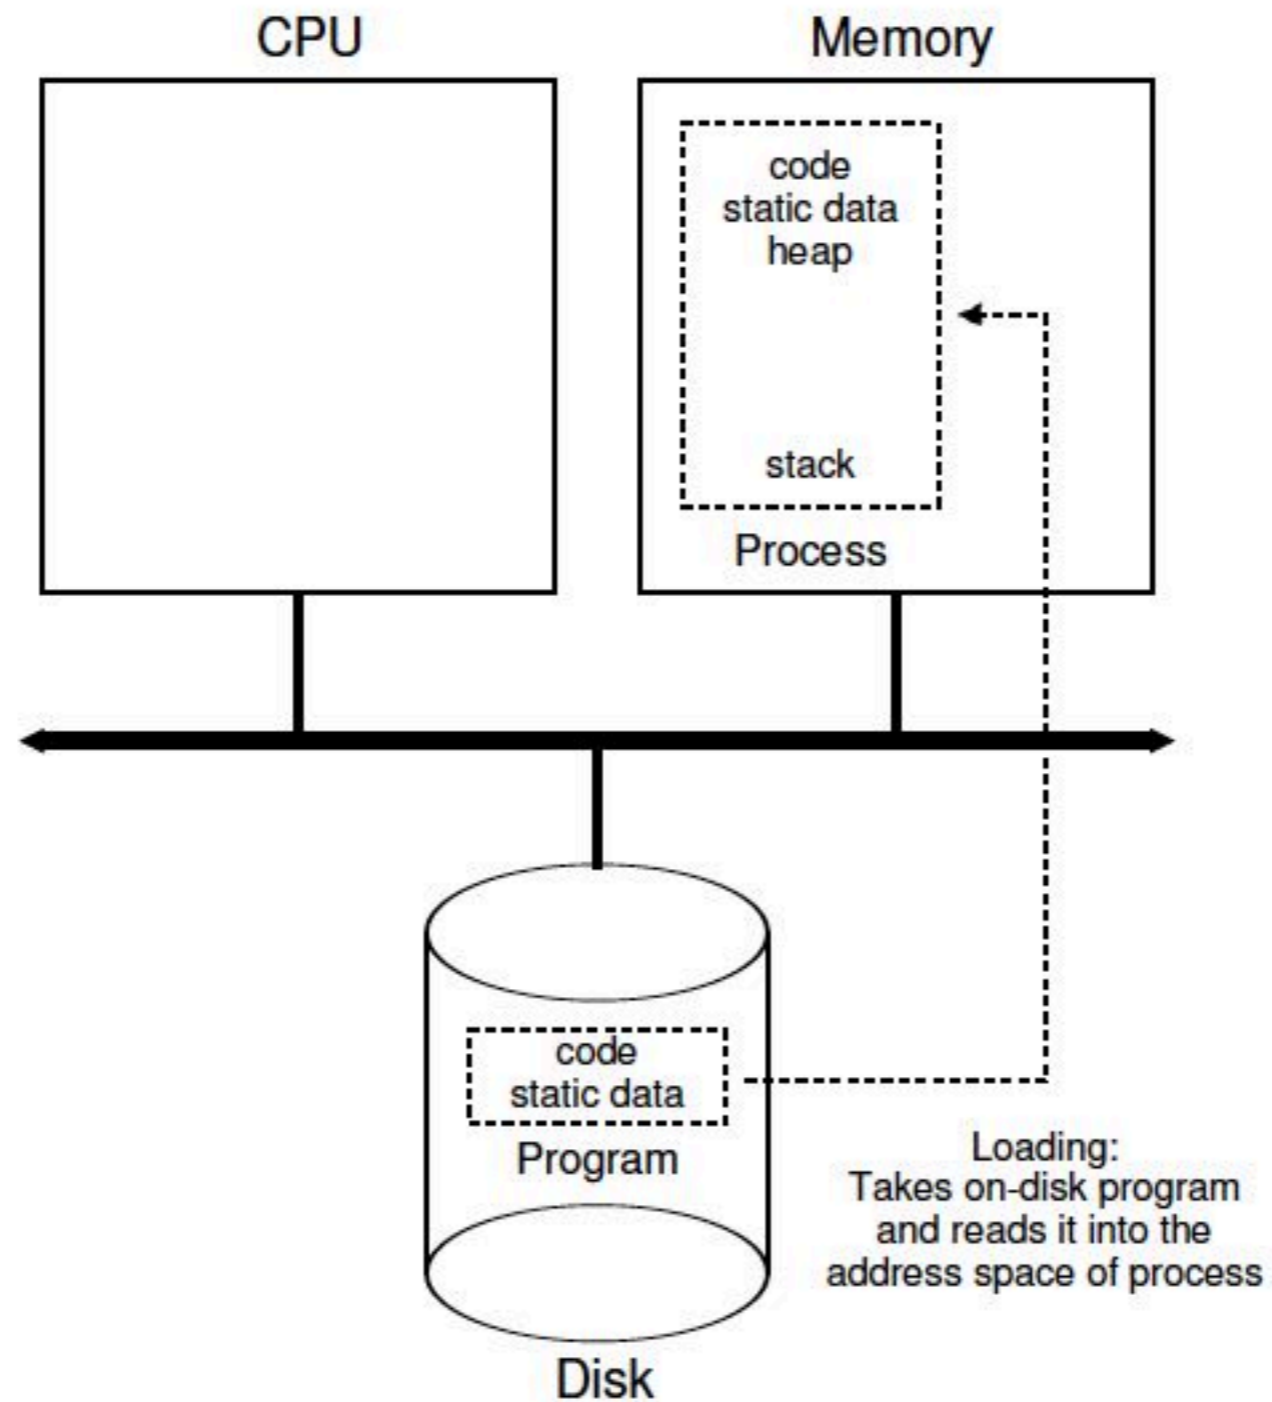 CPU
Memory
code
static data
heap
stack
Process
code
static data
Program
Loading:
Takes on-disk program
and reads it into the
address space of process
Disk